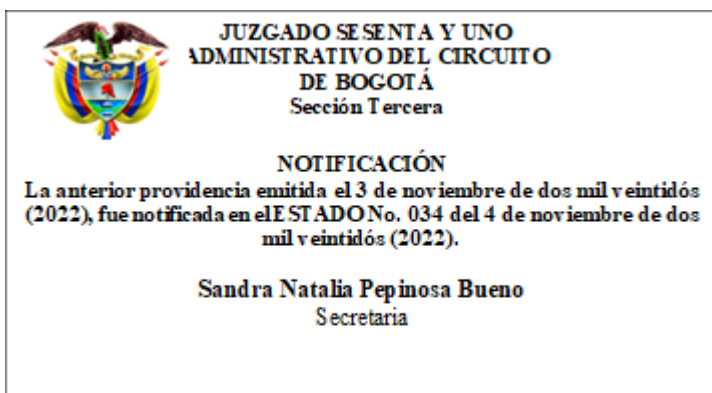 JUZGADO SESENTA Y UNO
ADMINISTRATIVO DEL CIRCUITO
DE BOGOTÁ
Sección Tercera
NOTIFICACIÓN
La anterior providencia emitida el 3 de noviembre de dos mil veintidós
(2022), fue notificada en el ESTADO No. 034 del 4 de noviembre de dos
mil veintidós (2022).
Sandra Natalia Pepinosa Bueno
Secretaria